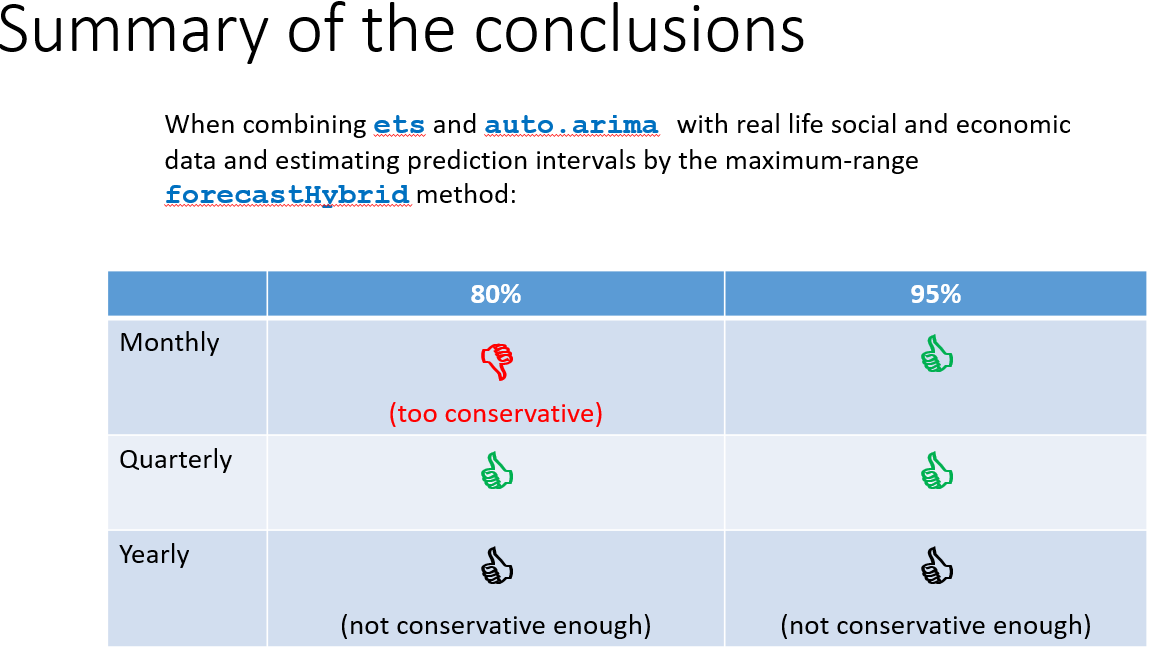 Summary of the conclusions
When combining ets and auto.arima with real life social and economic
data and estimating prediction intervals by the maximum-range
forecastHybrid method:
80% 95%
Monthly
(too conservative)
Quarterly
Yearly
(not conservative enough) (not conservative enough)